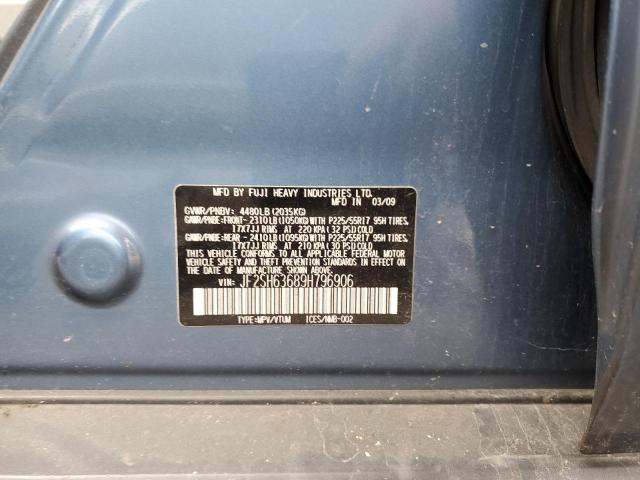 MFD BY FUJI HEAVY INDUSTRIES LTD.
MFD IN 03/09
GVWR/PNBV: 4480LB(2035KG)
GAWR/PNBE:FRONT-2310LB(1050KG)WITH P225/55R17 95H TIRES,
17X7JJ RIMS AT 220 KPA(32 PSI)COLD
GAWR/PNBE:REAR -2410LB(1095KG)WITH P225/55R17 95H TIRES,
17X7JJ RIMS AT 210 KPA(30 PSI)COLD
THIS VEHICLE CONFORMS TO ALL APPLICABLE FEDERAL MOTOR
VEHICLE SAFETY AND THEFT PREVENTION STANDARDS IN EFFECT
ON THE DATE OF MANUFACTURE SHOWN ABOVE.
VIN: JF2SH63689H796906
TYPE:MPV/VTUM ICES/NMB-002